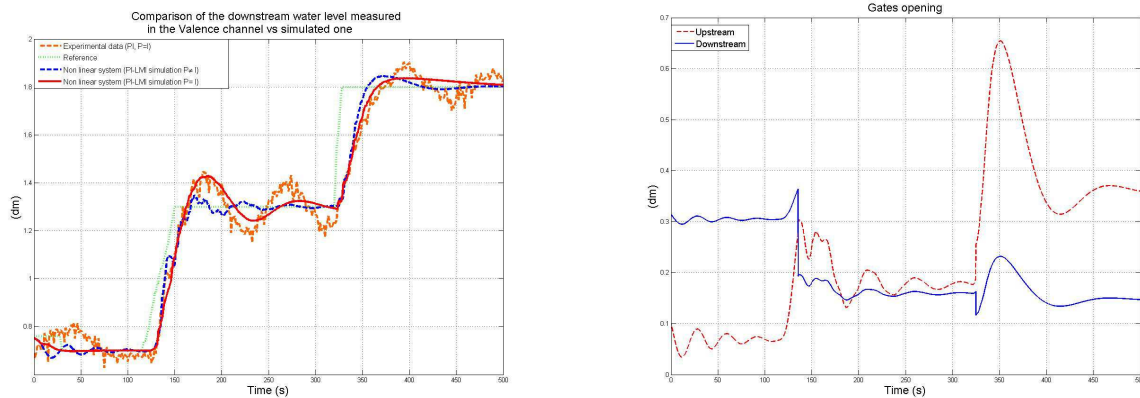 Comparison of the downstream water level measured
in the Valence channel vs simulated one
Experimental data (PI, P=I)
Reference
Non linear system (PI-LMI simulation P≠ I)
Non linear system (PI-LMI simulation P= I)
2
1.8
1.6
1.4
1.2
1
0.8
(dm)
0 50 100 150 200 250 300 350 400 450 500
Time (s)
Gates opening
Upstream
Downstream
0.7
0.6
0.5
0.4
0.3
0.2
0.1
0
(dm)
0 50 100 150 200 250 300 350 400 450 500
Time (s)